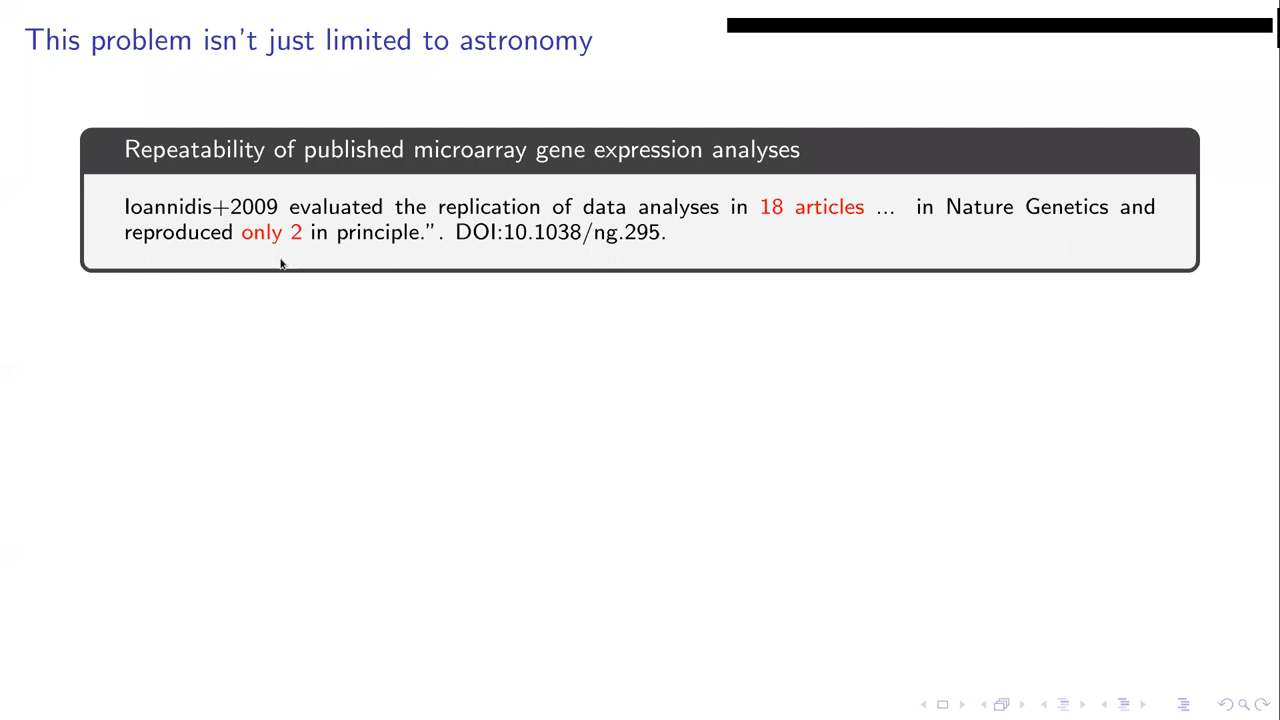 This problem isn't just limited to astronomy
Repeatability of published microarray gene expression analyses
Ioannidis+2009 evaluated the replication of data analyses in 18 articles ... in Nature Genetics and
reproduced only 2 in principle.”. DOI:10.1038/ng.295.